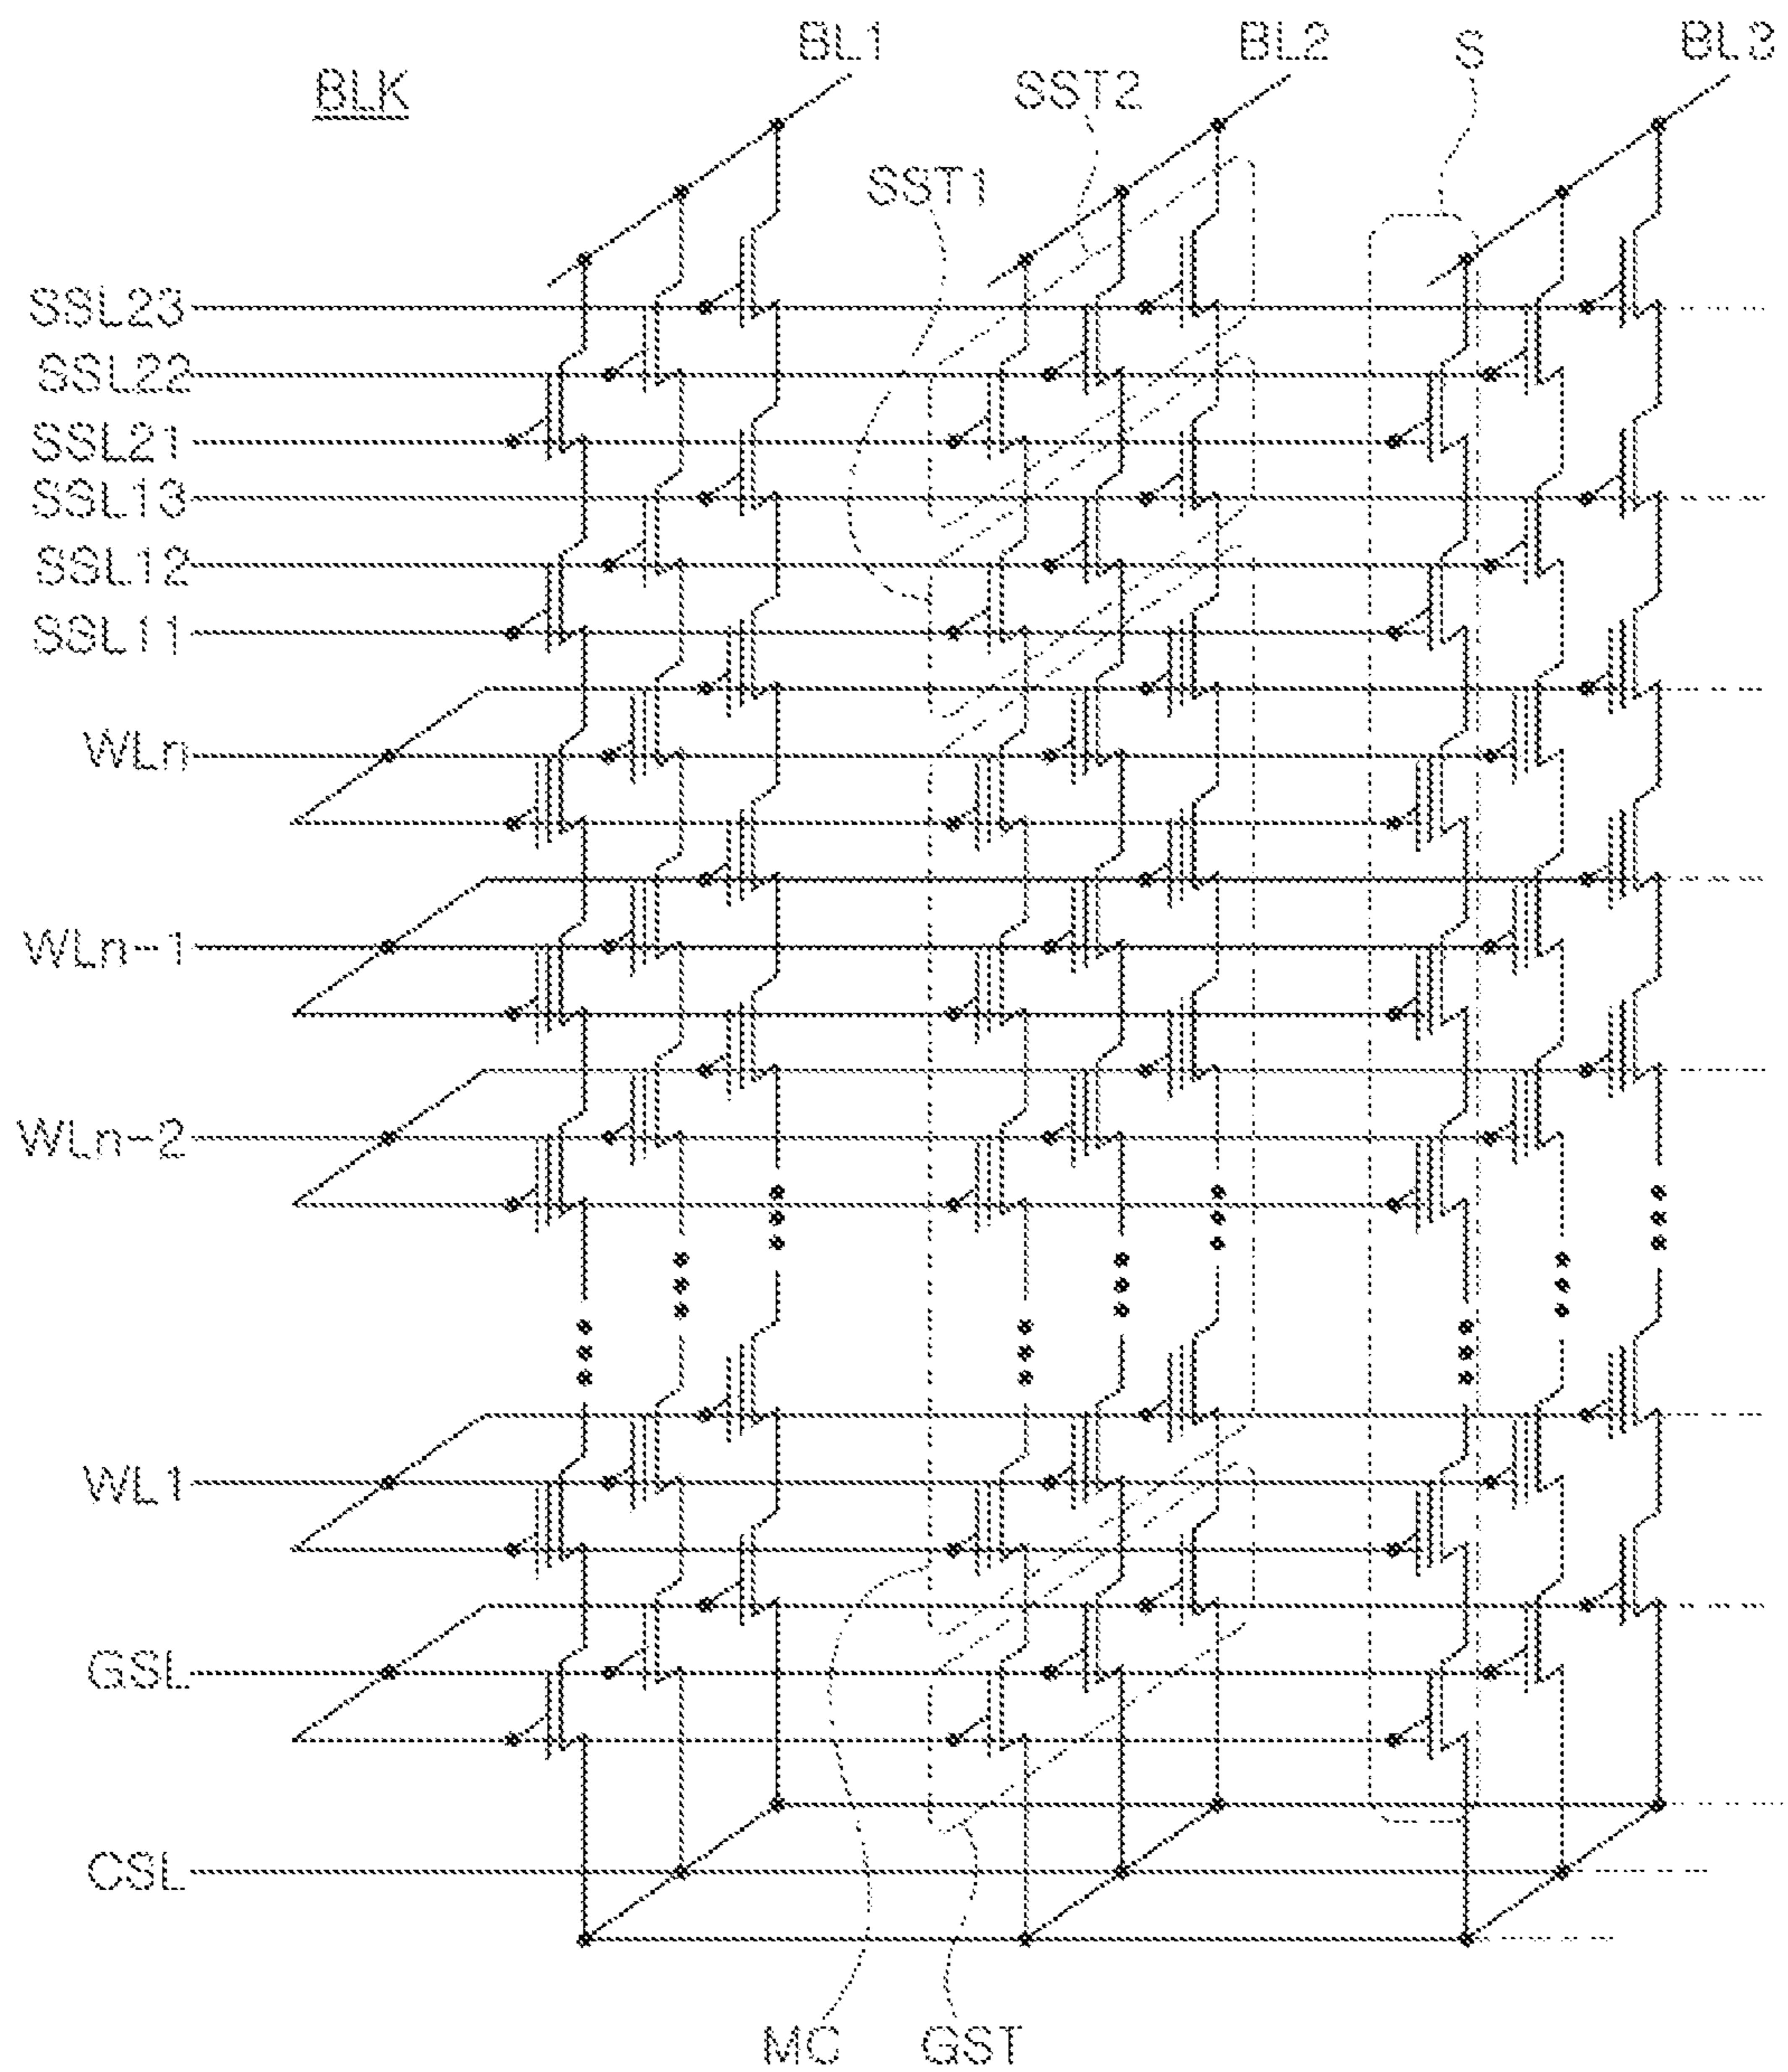 BLK
BL1
BL2
BL3
SST2
S
SST1
SSL23
SSL22
SSL21
SSL13
SSL12
SSL11
WLn
WLn-1
WLn-2
WL1
GSL
CSL
MC
GST